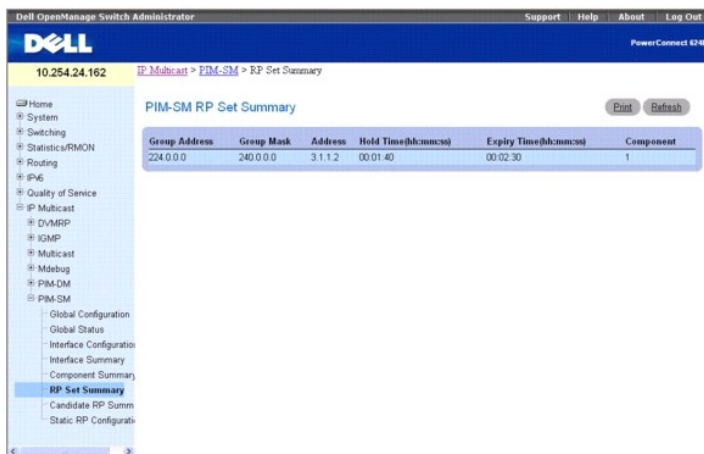 Dell OpenManage Switch Administrator
Support Help About Log Out
DELL
PowerConnect 624
10.254.24.162
IP Multicast > PIM-SM > RP Set Summary
Home
System
Switching
Statistics/RMON
Routing
IPv6
Quality of Service
IP Multicast
DVMRP
IGMP
Multicast
Mdebug
PIM-DM
PIM-SM
Global Configuration
Global Status
Interface Configuration
Interface Summary
Component Summary
RP Set Summary
Candidate RP Summ
Static RP Configurati
PIM-SM RP Set Summary
Print Refresh
Group Address Group Mask Address Hold Time(hh:mm:ss) Expiry Time(hh:mm:ss) Component
224.0.0.0 240.0.0.0 3.1.1.2 00:01:40 00:02:30 1